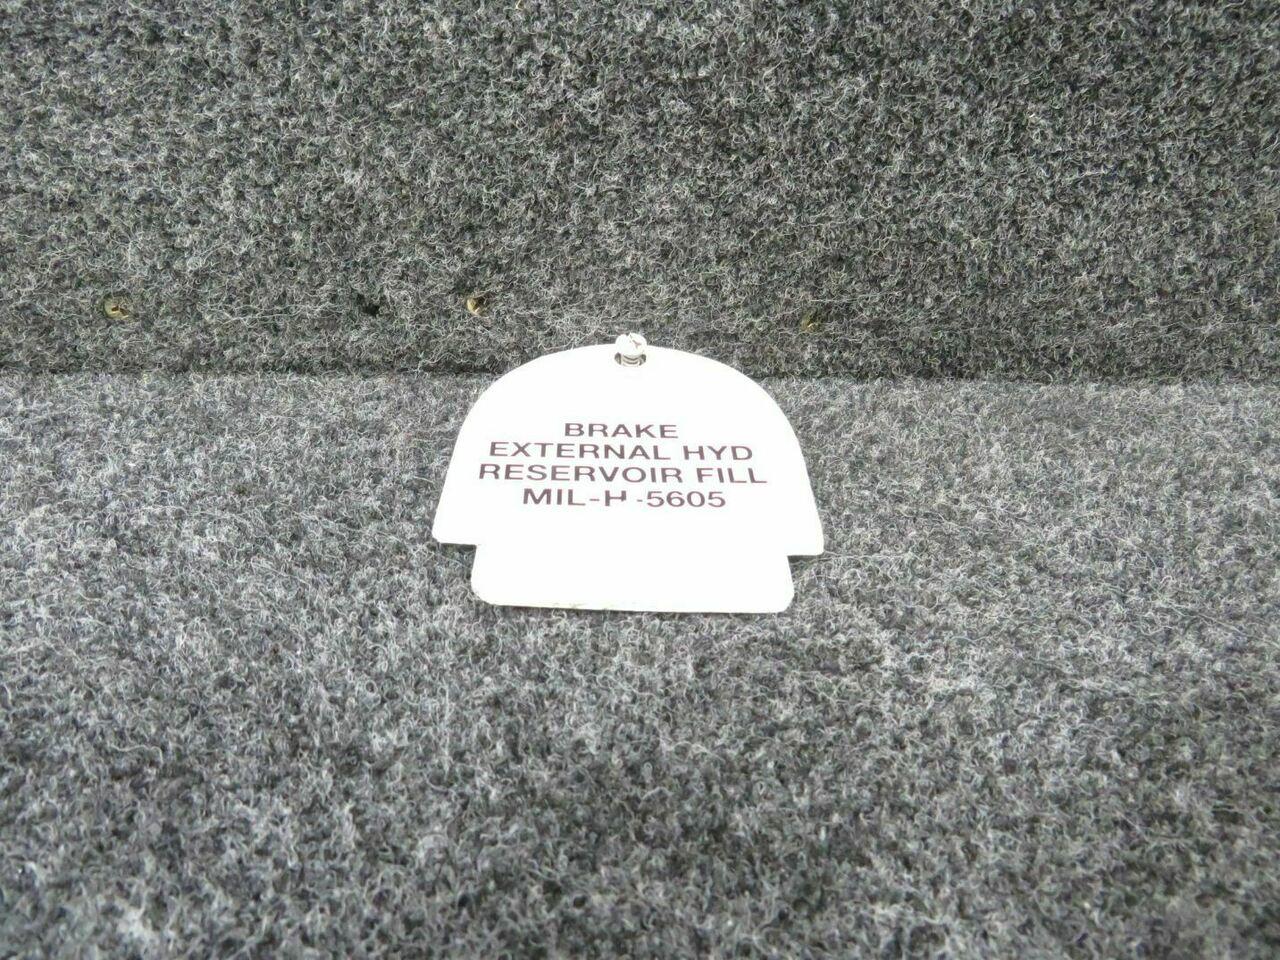 BRAKE
EXTERNAL HYD
RESERVOIR FILL
MIL-H-5605